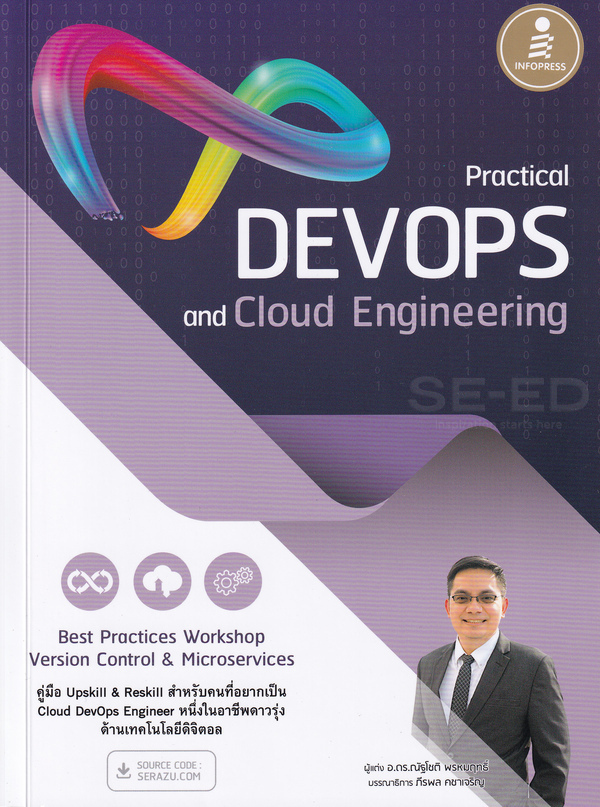 INFOPRESS
Practical
DEVOPS
and Cloud Engineering
SE-ED
inspiration starts here
Best Practices Workshop
Version Control & Microservices
คู่มือ Upskill & Reskill สำหรับคนที่อยากเป็น
Cloud DevOps Engineer หนึ่งในอาชีพดาวรุ่ง
ด้านเทคโนโลยีดิจิตอล
SOURCE CODE :
SERAZU.COM
ผู้แต่ง อ.ดร.ณัฐโชติ พรหมฤทธิ์
บรรณาธิการ ภีรพล คชาเจริญ